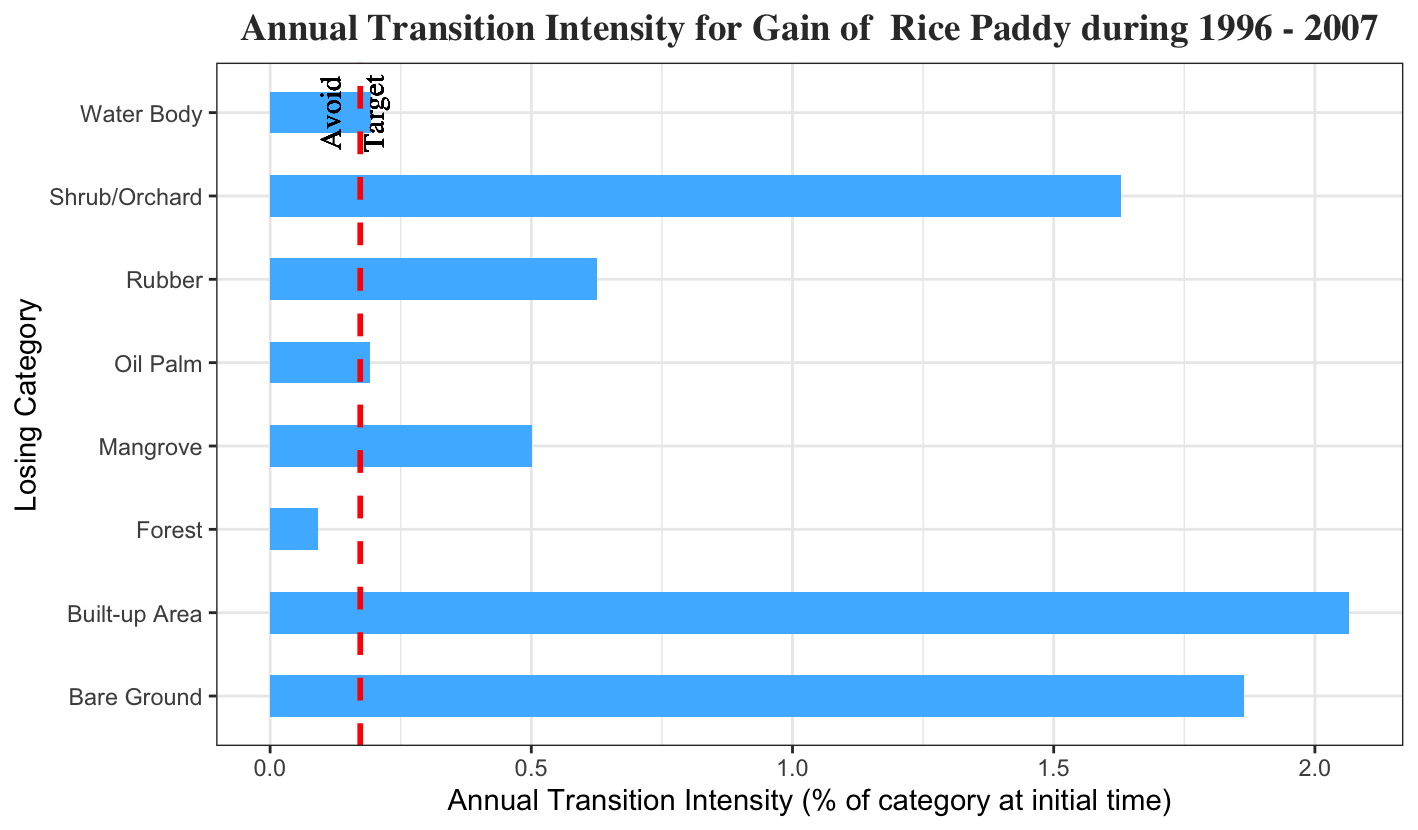 Annual Transition Intensity for Gain of  Rice Paddy during 1996 - 2007
Losing Category
Water Body
Shrub/Orchard
Rubber
Oil Palm
Mangrove
Forest
Built-up Area
Bare Ground
Avoid
Target
0.0 0.5 1.0 1.5 2.0
Annual Transition Intensity (% of category at initial time)